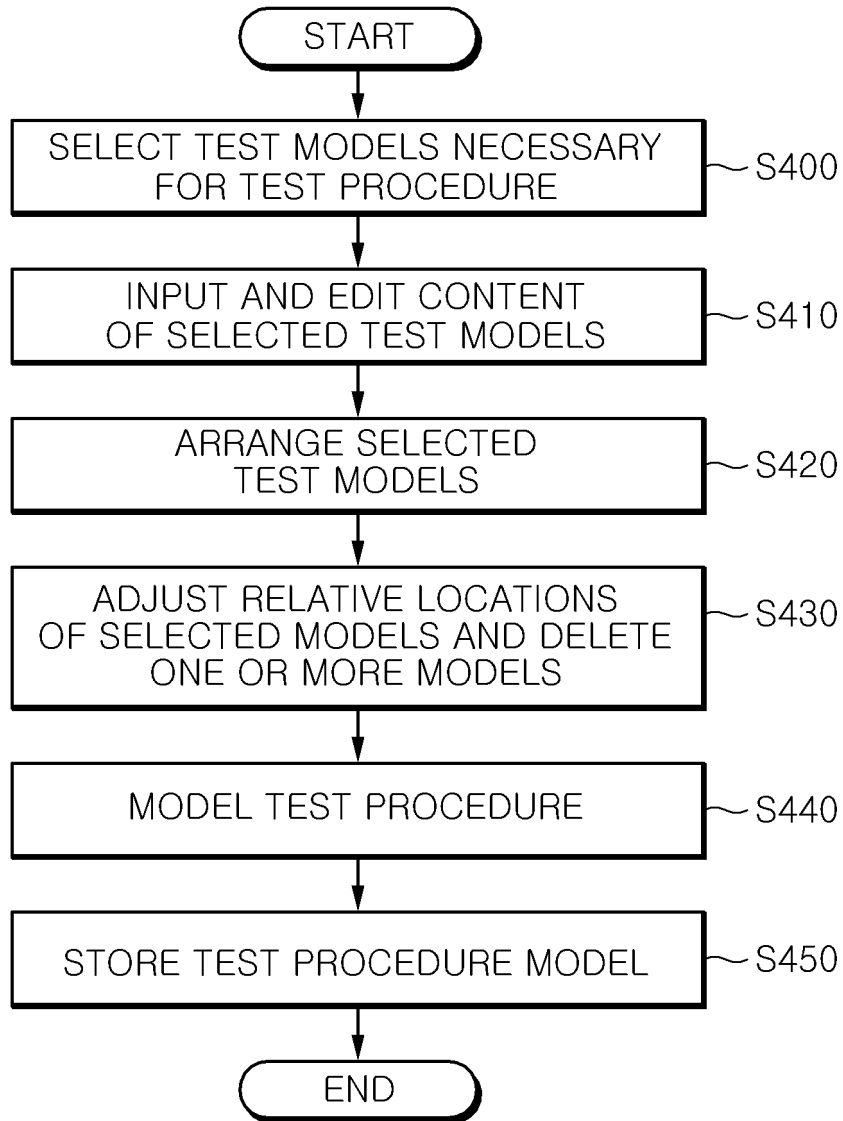 START
SELECT TEST MODELS NECESSARY
FOR TEST PROCEDURE
S400
INPUT AND EDIT CONTENT
OF SELECTED TEST MODELS
S410
ARRANGE SELECTED
TEST MODELS
S420
ADJUST RELATIVE LOCATIONS
OF SELECTED MODELS AND DELETE
ONE OR MORE MODELS
S430
MODEL TEST PROCEDURE
S440
STORE TEST PROCEDURE MODEL
S450
END